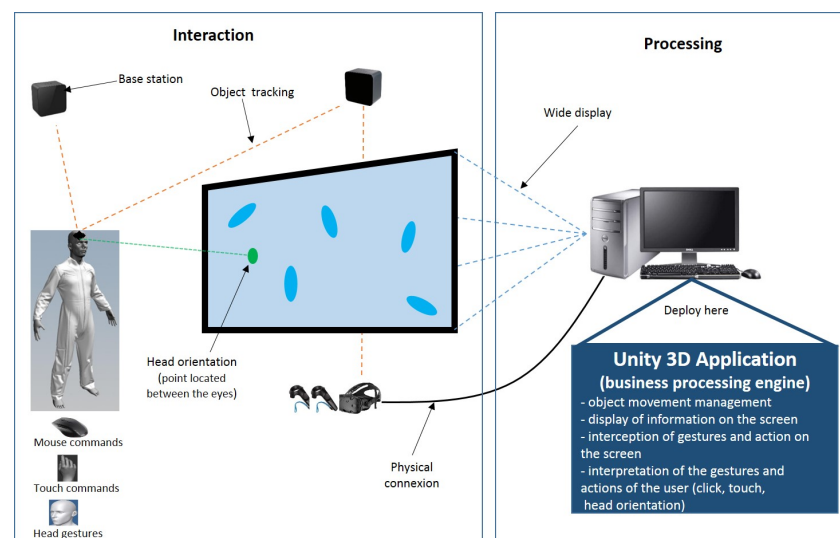 Interaction
Processing
Base station
Object tracking
Wide display
Head orientation
(point located
between the eyes)
Mouse commands
Touch commands
Head gestures
Physical
connexion
Deploy here
Unity 3D Application
(business processing engine)
- object movement management
- display of information on the screen
- interception of gestures and action on
the screen
- interpretation of the gestures and
actions of the user (click, touch,
head orientation)